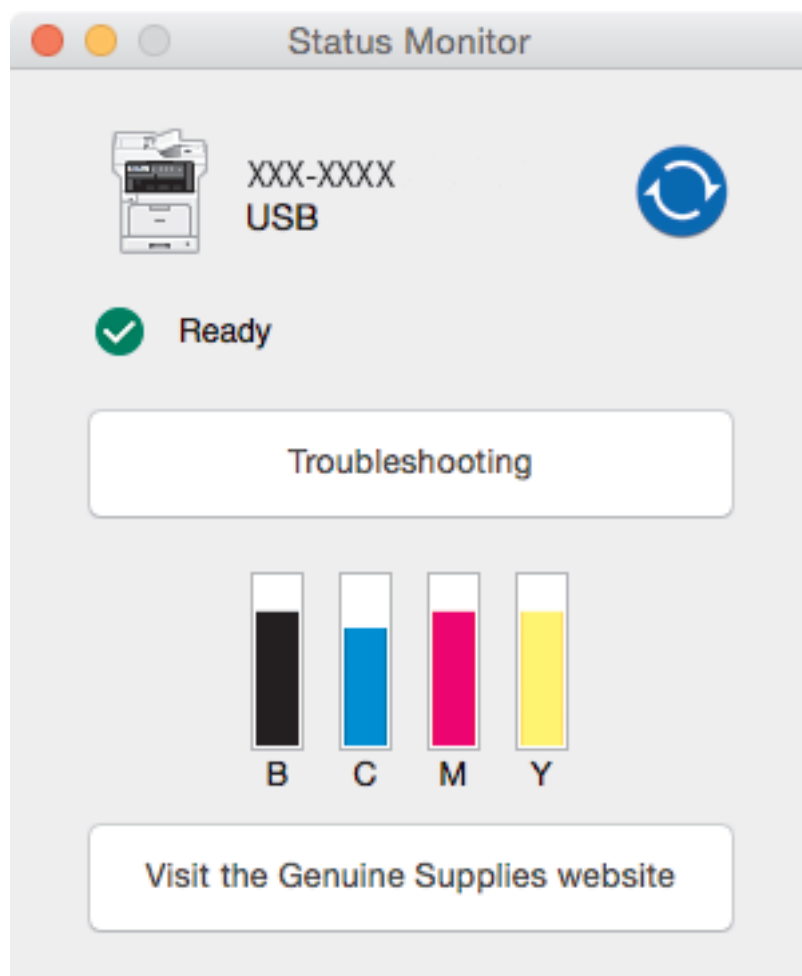 Status Monitor
XXX-XXXX
USB
Ready
Troubleshooting
B C M Y
Visit the Genuine Supplies website